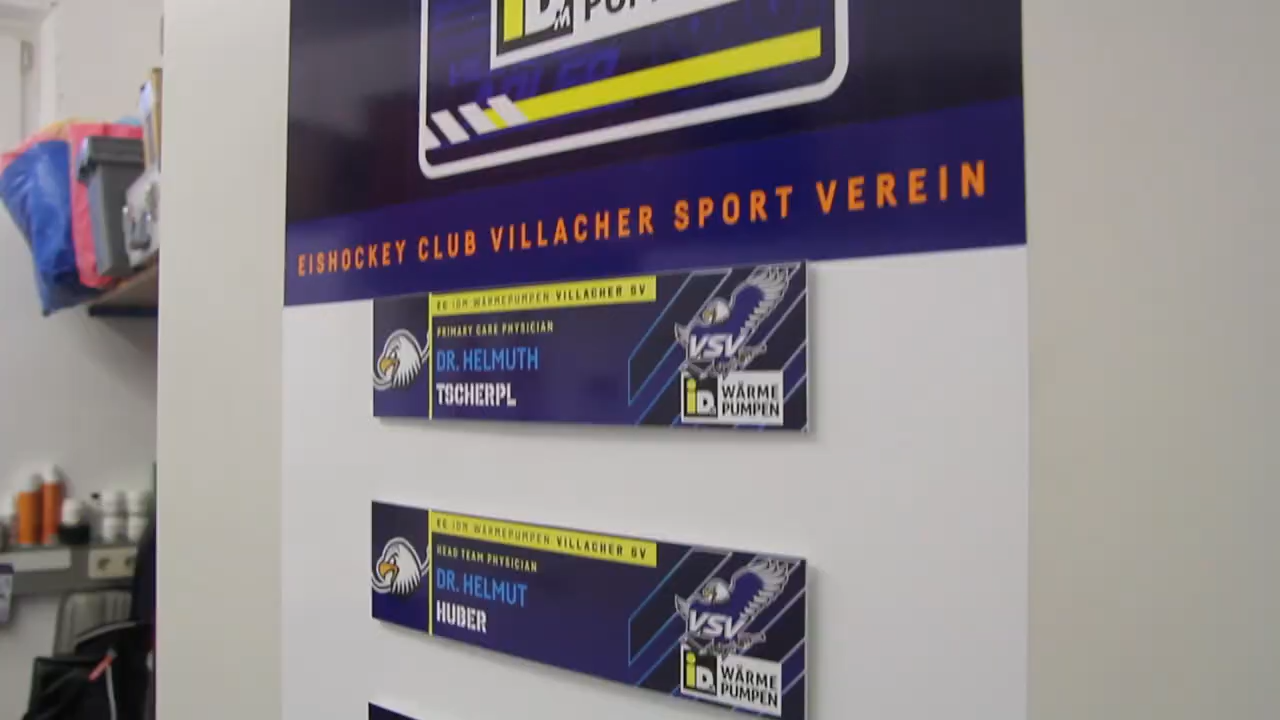 iDM
EISHOCKEY CLUB VILLACHER SPORT VEREIN
EC iDM WÄRMEPUMPEN VILLACHER SV
PRIMARY CARE PHYSICIAN
DR. HELMUTH
TSCHERPL
VSV
iDM WÄRME
PUMPEN
EC iDM WÄRMEPUMPEN VILLACHER SV
HEAD TEAM PHYSICIAN
DR. HELMUT
HUBER
VSV
iDM WÄRME
PUMPEN